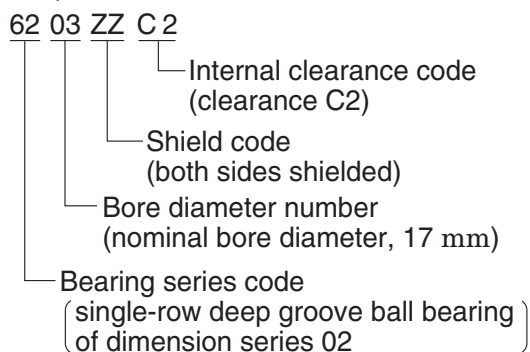 62 03 ZZ C 2
Internal clearance code
(clearance C2)
Shield code
(both sides shielded)
Bore diameter number
(nominal bore diameter, 17 mm)
Bearing series code
(single-row deep groove ball bearing
of dimension series 02)